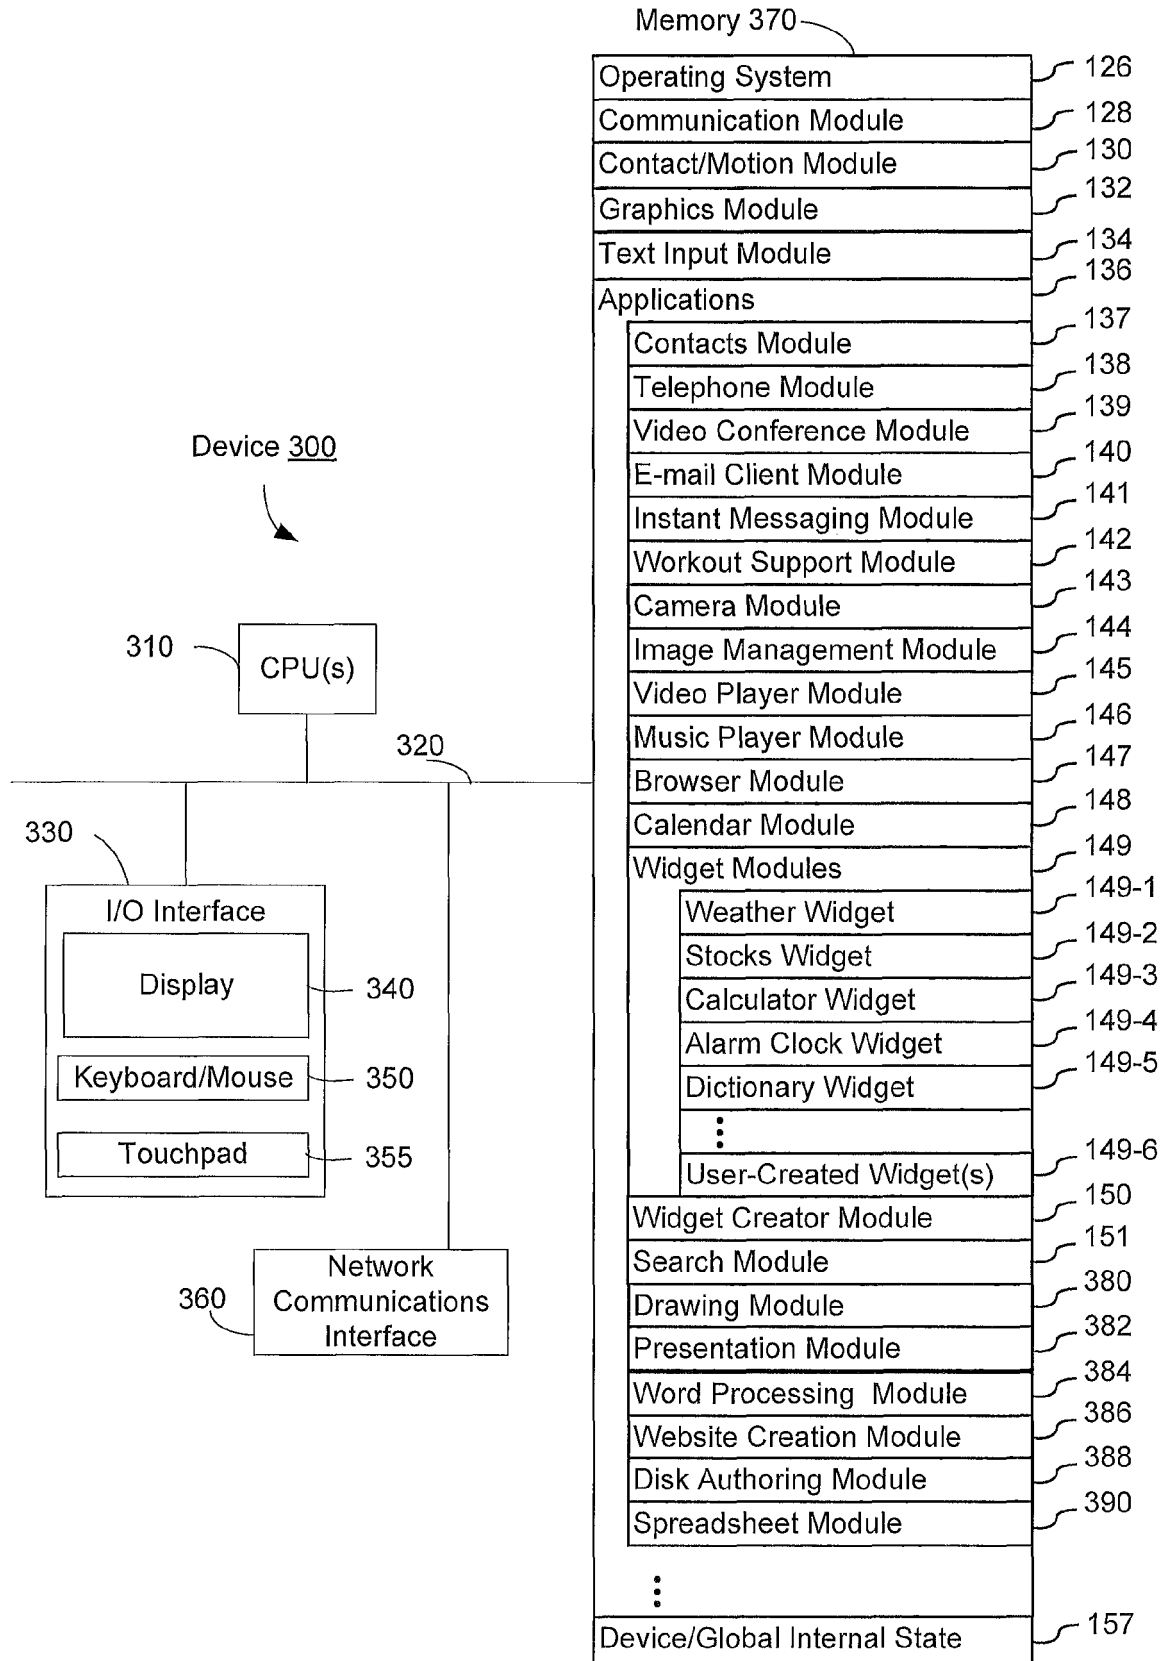 Memory 370
Operating System 126
Communication Module 128
Contact/Motion Module 130
Graphics Module 132
Text Input Module 134
Applications 136
Contacts Module 137
Telephone Module 138
Video Conference Module 139
E-mail Client Module 140
Instant Messaging Module 141
Workout Support Module 142
Camera Module 143
Image Management Module 144
Video Player Module 145
Music Player Module 146
Browser Module 147
Calendar Module 148
Widget Modules 149
Weather Widget 149-1
Stocks Widget 149-2
Calculator Widget 149-3
Alarm Clock Widget 149-4
Dictionary Widget 149-5
User-Created Widget(s) 149-6
Widget Creator Module 150
Search Module 151
Drawing Module 380
Presentation Module 382
Word Processing Module 384
Website Creation Module 386
Disk Authoring Module 388
Spreadsheet Module 390
Device/Global Internal State 157
Device 300
310
CPU(s)
320
330
I/O Interface
Display 340
Keyboard/Mouse 350
Touchpad 355
360
Network
Communications
Interface